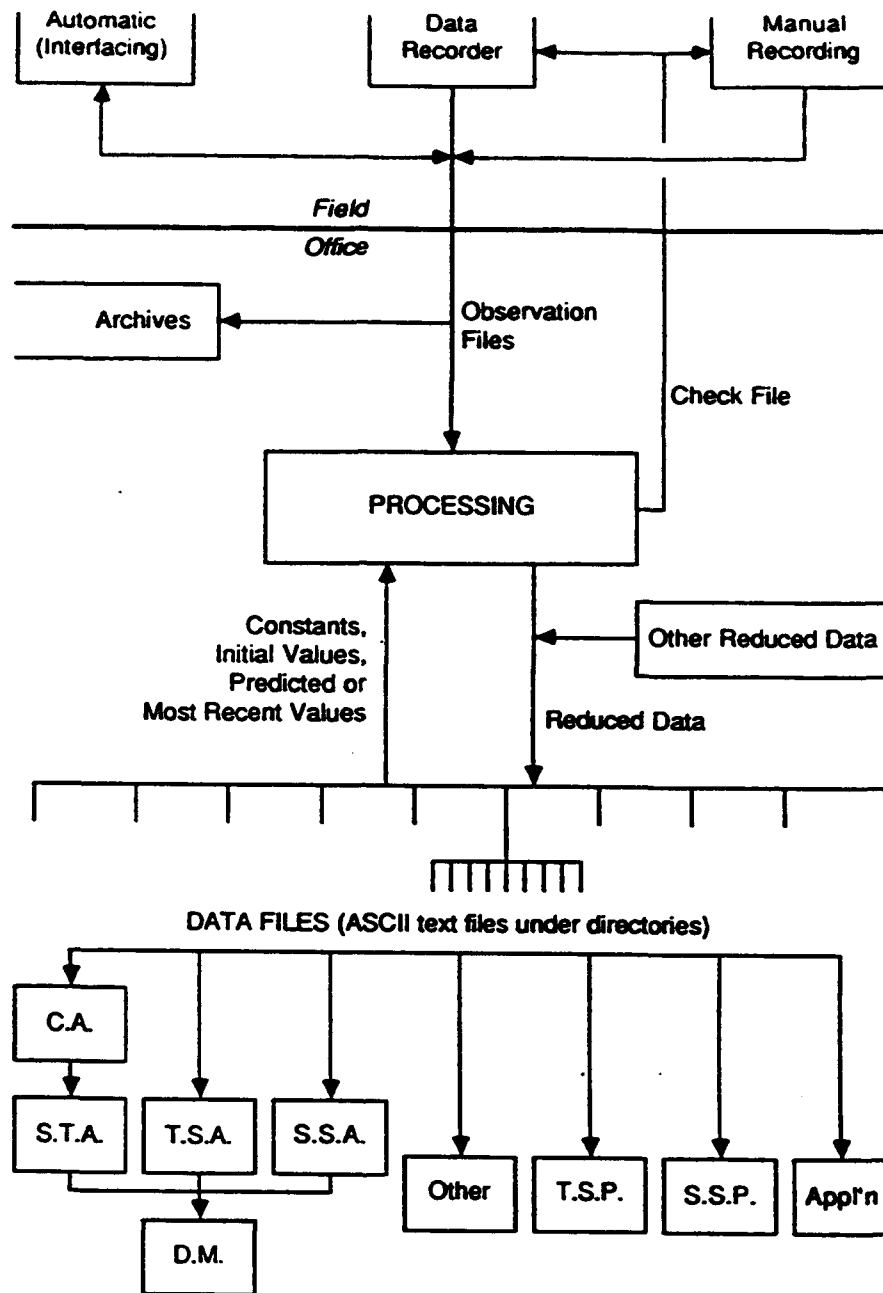 Automatic
(Interfacing)
Data
Recorder
Manual
Recording
Field
Office
Archives
Observation
Files
Check File
PROCESSING
Constants,
Initial Values,
Predicted or
Most Recent Values
Other Reduced Data
Reduced Data
DATA FILES (ASCII text files under directories)
C.A.
S.T.A.
T.S.A.
S.S.A.
Other
T.S.P.
S.S.P.
Appl'n
D.M.